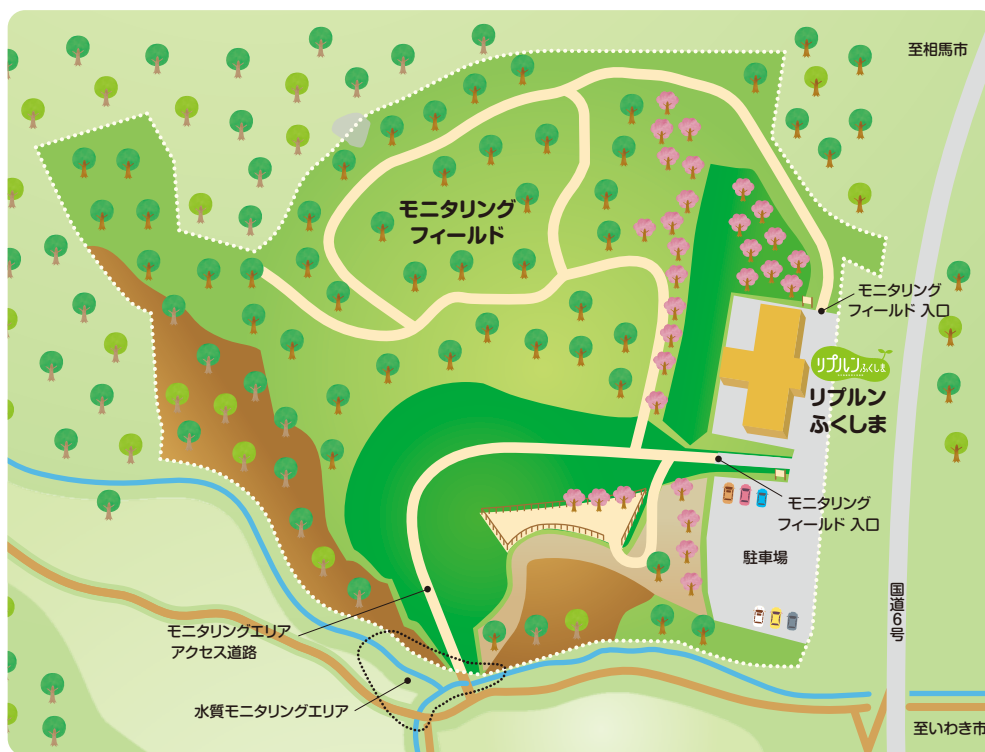 至相馬市
モニタリング
フィールド
モニタリング
フィールド 入口
リプルンふくしま
リプルン
ふくしま
モニタリング
フィールド 入口
駐車場
国道6号
モニタリングエリア
アクセス道路
水質モニタリングエリア
至いわき市